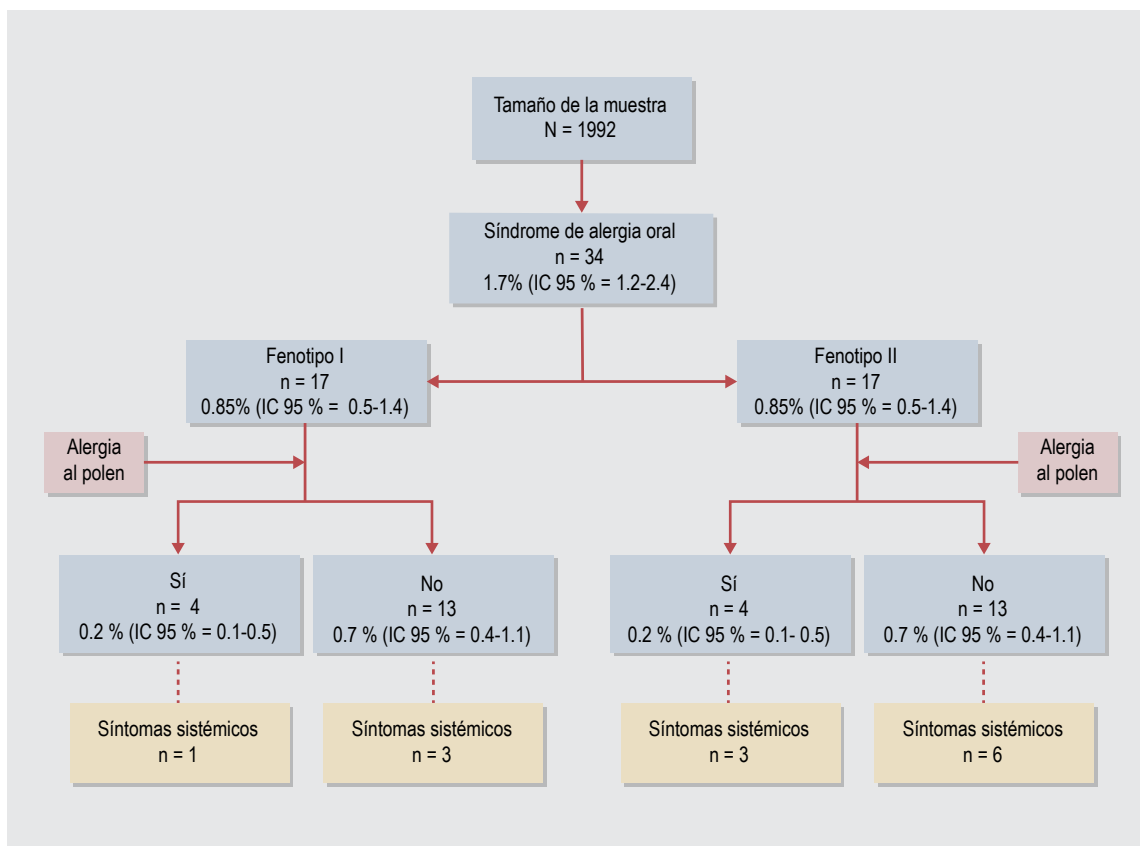 Tamaño de la muestra
N = 1992
Síndrome de alergia oral
n = 34
1.7% (IC 95 % = 1.2-2.4)
Fenotipo I
n = 17
0.85% (IC 95 % = 0.5-1.4)
Fenotipo II
n = 17
0.85% (IC 95 % = 0.5-1.4)
Alergia
al polen
Alergia
al polen
Sí
n = 4
0.2 % (IC 95 % = 0.1-0.5)
No
n = 13
0.7 % (IC 95 % = 0.4-1.1)
Sí
n = 4
0.2 % (IC 95 % = 0.1- 0.5)
No
n = 13
0.7 % (IC 95 % = 0.4-1.1)
Síntomas sistémicos
n = 1
Síntomas sistémicos
n = 3
Síntomas sistémicos
n = 3
Síntomas sistémicos
n = 6